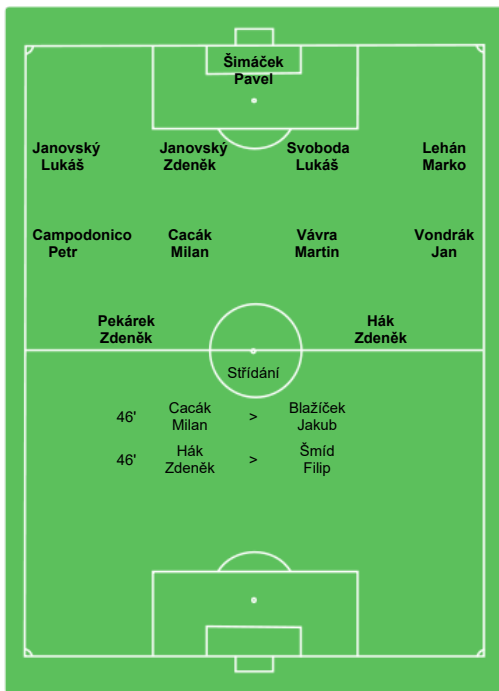 Šimáček
Pavel
Janovský Janovský Svoboda Lehán
Lukáš Zdeněk Lukáš Marko
Campodonico Cacák Vávra Vondrák
Petr Milan Martin Jan
Pekárek Hák
Zdeněk Zdeněk
Střídání
46' Cacák Milan > Blažíček Jakub
46' Hák Zdeněk > Šmíd Filip